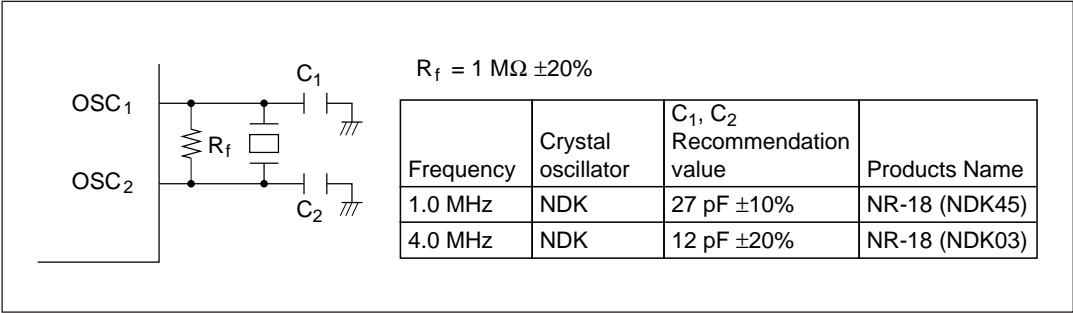 OSC1
OSC2
Rf
C1
C2
Rf = 1 MΩ ±20%
Frequency Crystal oscillator C1, C2 Recommendation value Products Name
1.0 MHz NDK 27 pF ±10% NR-18 (NDK45)
4.0 MHz NDK 12 pF ±20% NR-18 (NDK03)